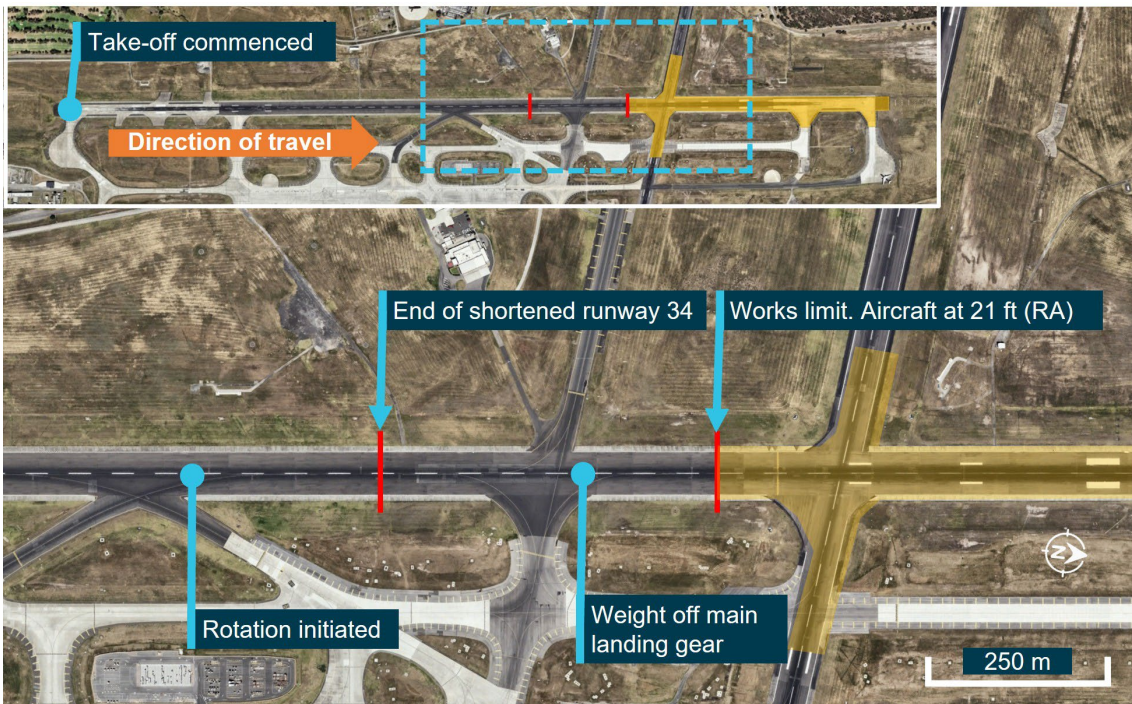 Take-off commenced
Direction of travel
End of shortened runway 34
Works limit. Aircraft at 21 ft (RA)
N
Rotation initiated
Weight off main
landing gear
250 m